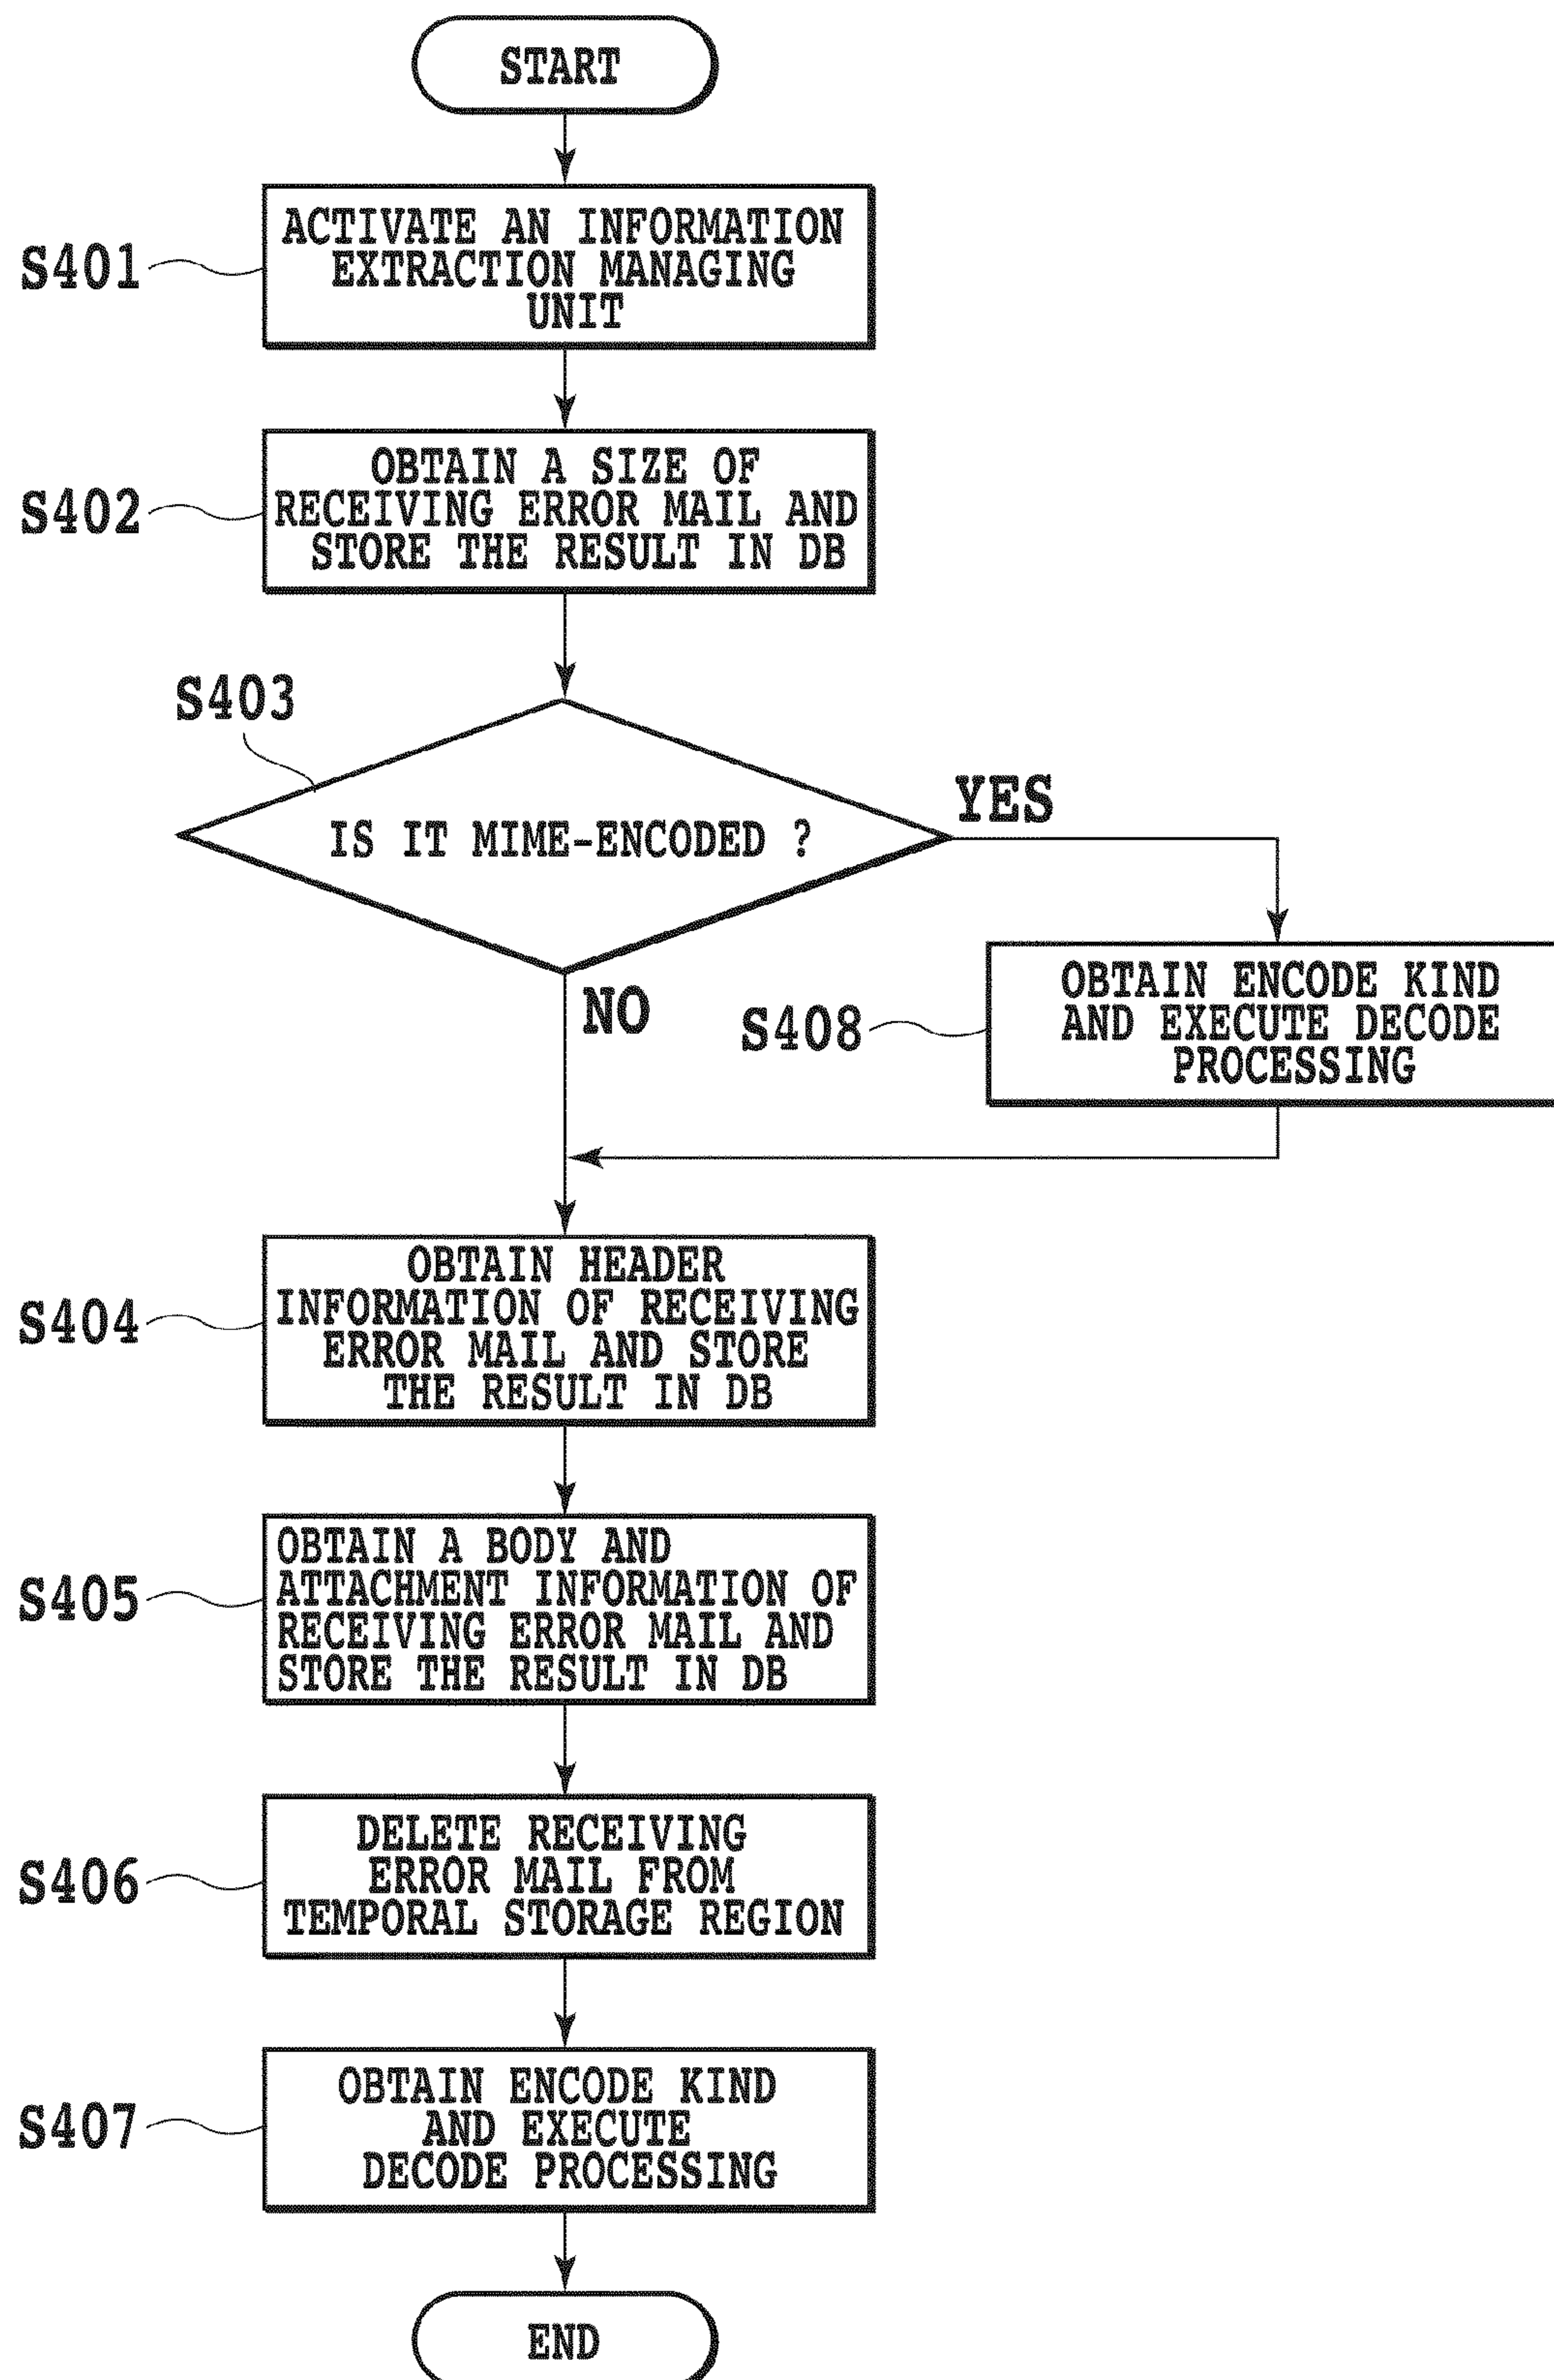 START
S401
ACTIVATE AN INFORMATION
EXTRACTION MANAGING
UNIT
S402
OBTAIN A SIZE OF
RECEIVING ERROR MAIL AND
STORE THE RESULT IN DB
S403
IS IT MIME-ENCODED ?
YES
NO
S408
OBTAIN ENCODE KIND
AND EXECUTE DECODE
PROCESSING
S404
OBTAIN HEADER
INFORMATION OF RECEIVING
ERROR MAIL AND STORE
THE RESULT IN DB
S405
OBTAIN A BODY AND
ATTACHMENT INFORMATION OF
RECEIVING ERROR MAIL AND
STORE THE RESULT IN DB
S406
DELETE RECEIVING
ERROR MAIL FROM
TEMPORAL STORAGE REGION
S407
OBTAIN ENCODE KIND
AND EXECUTE
DECODE PROCESSING
END